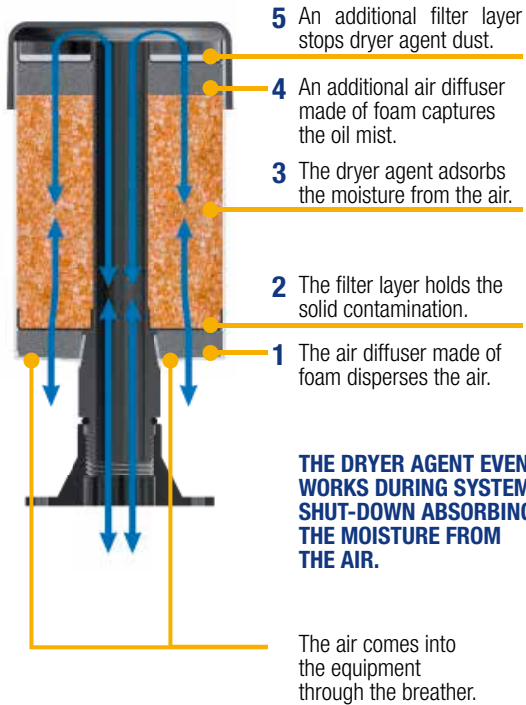 5 An additional filter layer
stops dryer agent dust.
4 An additional air diffuser
made of foam captures
the oil mist.
3 The dryer agent adsorbs
the moisture from the air.
2 The filter layer holds the
solid contamination.
1 The air diffuser made of
foam disperses the air.
THE DRYER AGENT EVEN
WORKS DURING SYSTEM
SHUT-DOWN ABSORBING
THE MOISTURE FROM
THE AIR.
The air comes into
the equipment
through the breather.